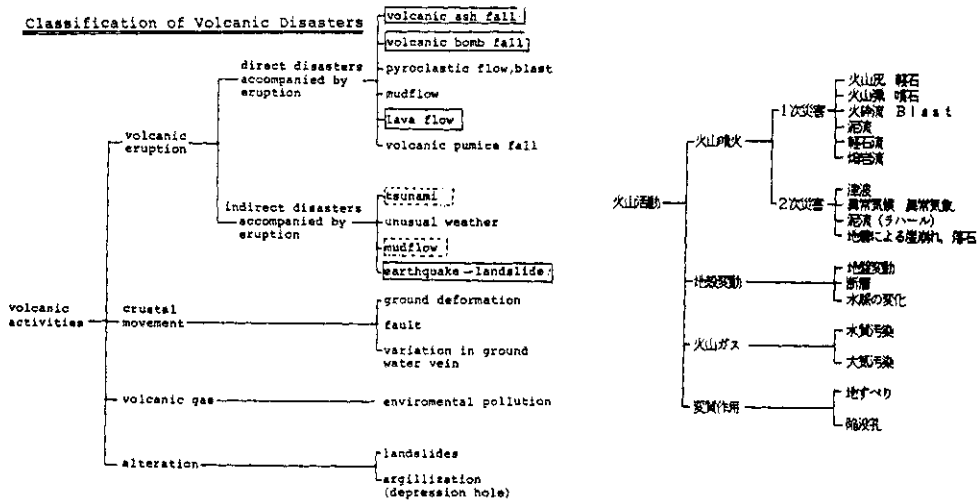 Classification of Volcanic Disasters
volcanic
activities
volcanic
eruption
direct disasters
accompanied by
eruption
volcanic ash fall
volcanic bomb fall
pyroclastic flow,blast
mudflow
lava flow
volcanic pumice fall
indirect disasters
accompanied by
eruption
tsunami
unusual weather
mudflow
earthquake-landslide
crustal
movement
ground deformation
fault
variation in ground
water vein
volcanic gas
enviromental pollution
alteration
landslides
argillization
(depression hole)
火山活動
火山噴火
1次災害
火山灰 軽石
火山弾 噴石
火砕流 Blast
泥流
軽石流
熔岩流
2次災害
津波
異常気候 異常気象
泥流(ラハール)
地震による崖崩れ,落石
地殻変動
地盤変動
断層
水脈の変化
火山ガス
水質汚染
大気汚染
変質作用
地すべり
陥没孔